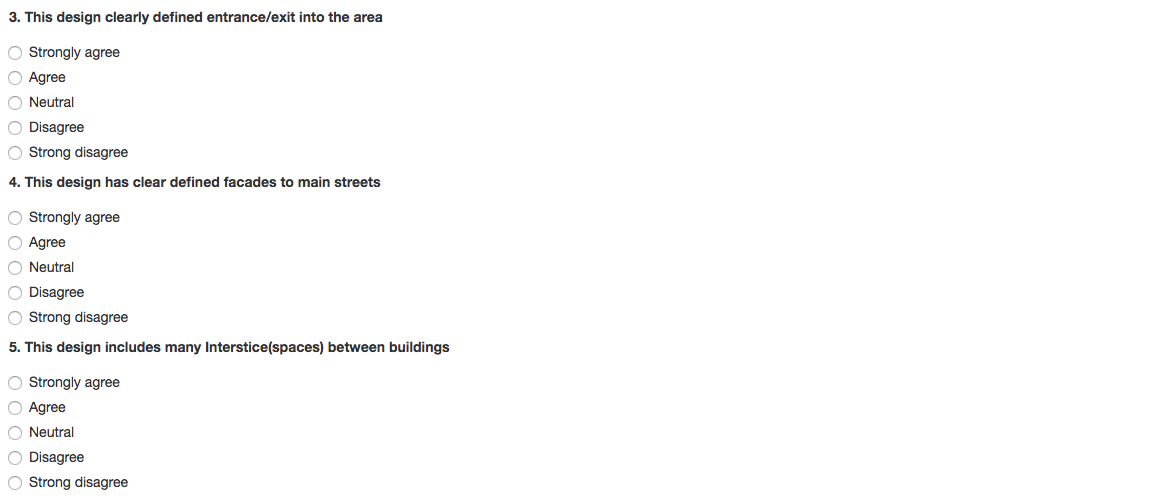 3. This design clearly defined entrance/exit into the area
Strongly agree
Agree
Neutral
Disagree
Strong disagree
4. This design has clear defined facades to main streets
Strongly agree
Agree
Neutral
Disagree
Strong disagree
5. This design includes many Interstice(spaces) between buildings
Strongly agree
Agree
Neutral
Disagree
Strong disagree